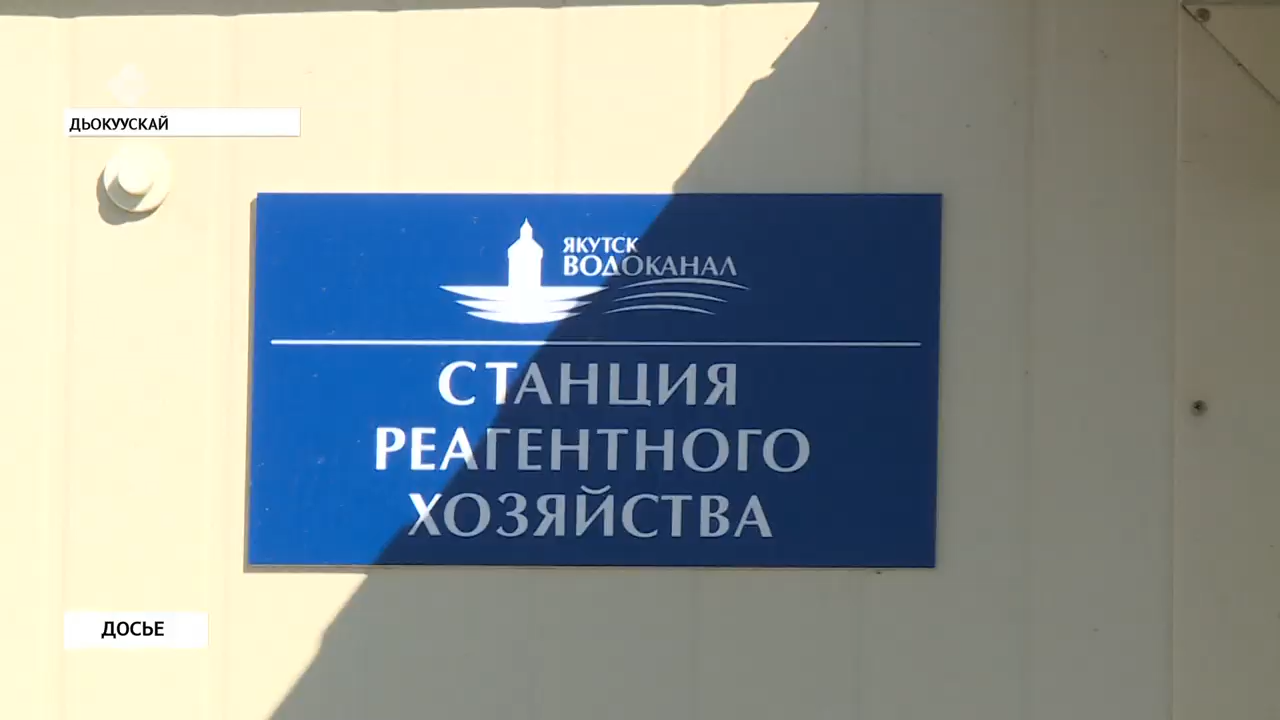 ДЬОКУУСКАЙ
ЯКУТСК
ВОДОКАНАЛ
СТАНЦИЯ
РЕАГЕНТНОГО
ХОЗЯЙСТВА
ДОСЬЕ